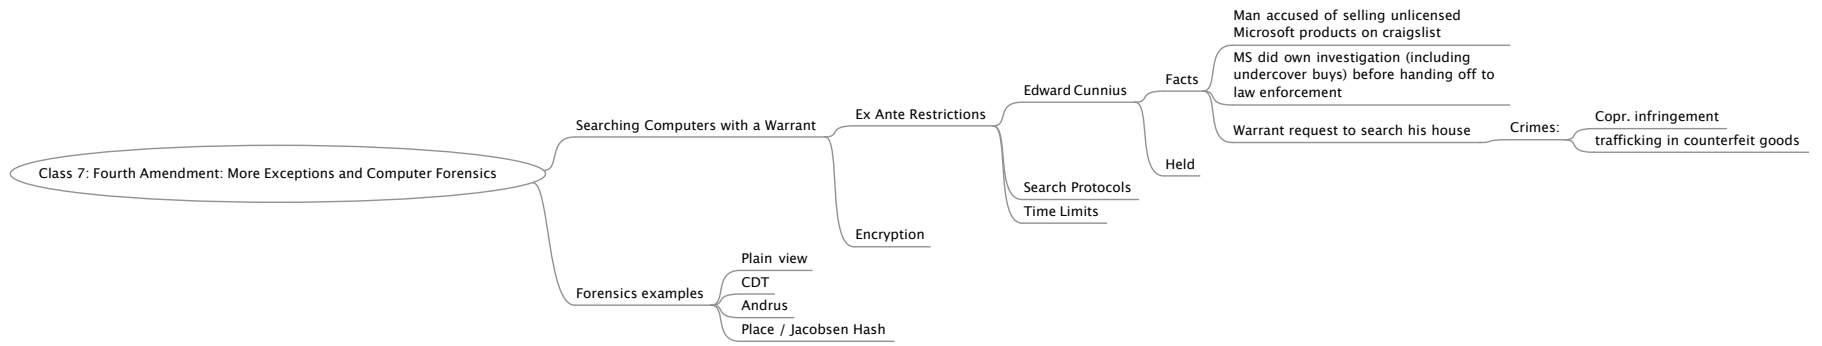 Class 7: Fourth Amendment: More Exceptions and Computer Forensics
Searching Computers with a Warrant
Ex Ante Restrictions
Edward Cunnius
Facts
Man accused of selling unlicensed
Microsoft products on craigslist
MS did own investigation (including
undercover buys) before handing off to
law enforcement
Warrant request to search his house
Crimes:
Copr. infringement
trafficking in counterfeit goods
Held
Search Protocols
Time Limits
Encryption
Forensics examples
Plain view
CDT
Andrus
Place / Jacobsen Hash